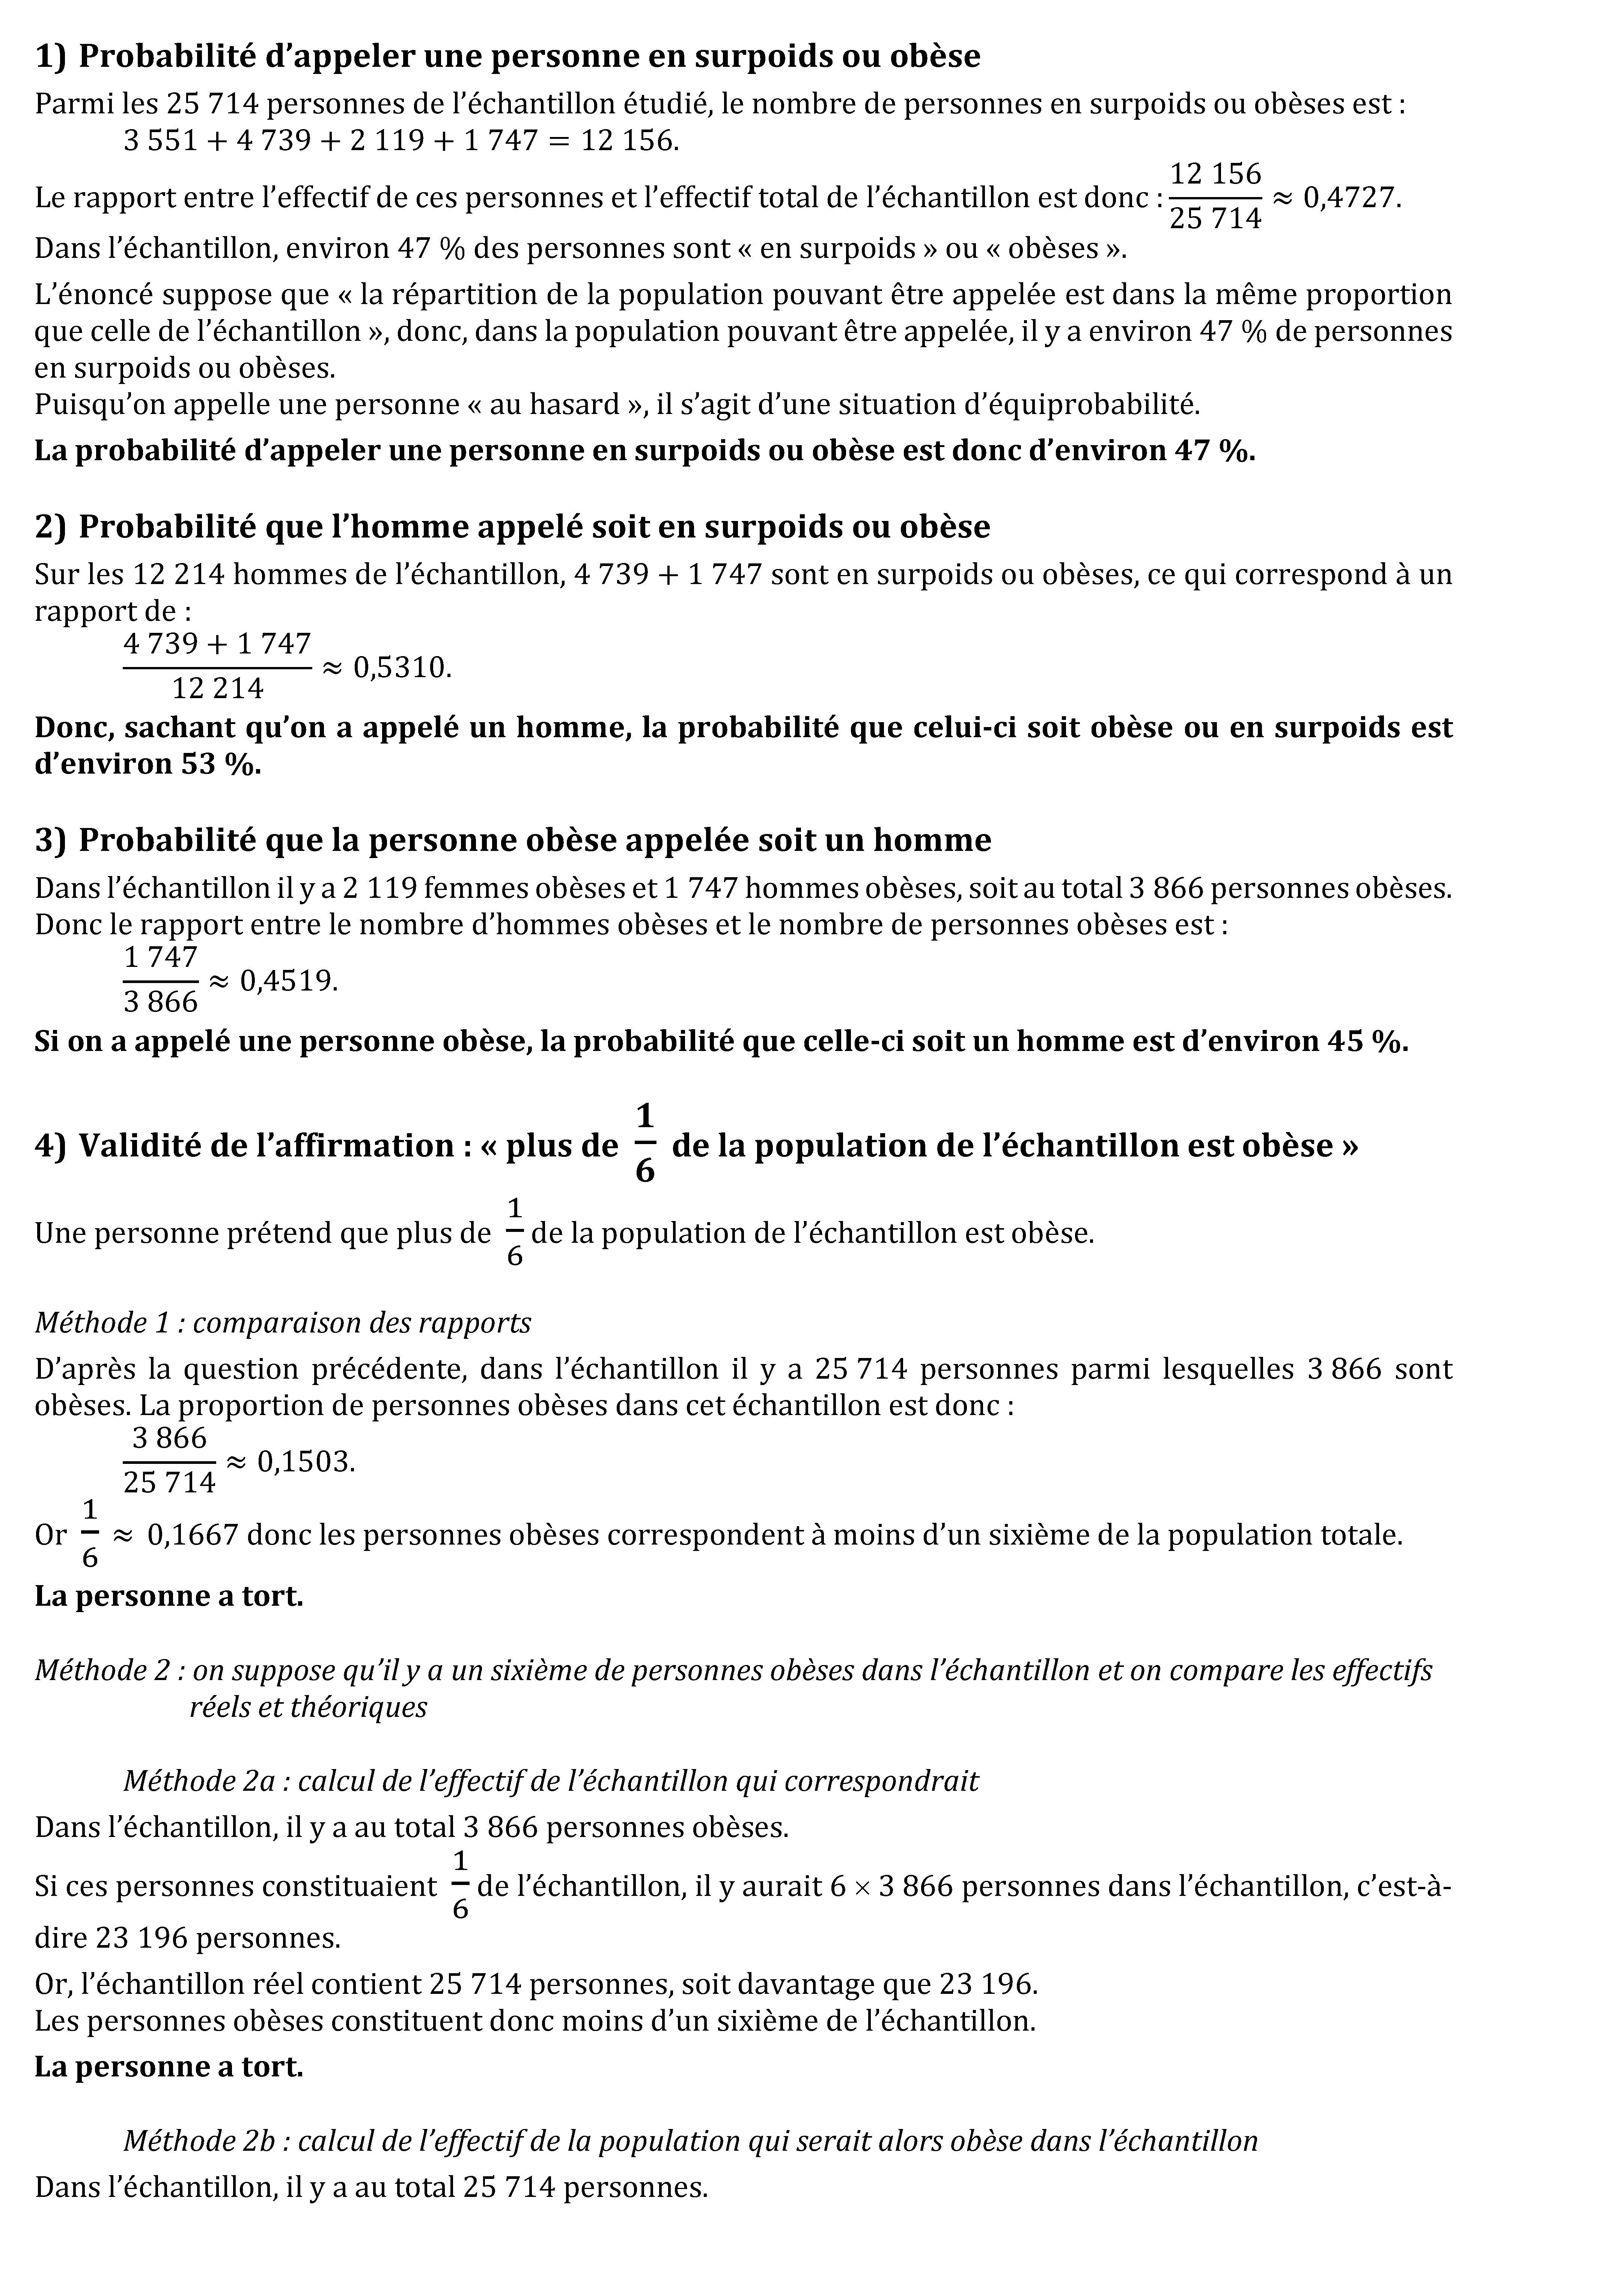 1) Probabilité d’appeler une personne en surpoids ou obèse
Parmi les 25 714 personnes de l’échantillon étudié, le nombre de personnes en surpoids ou obèses est :
3 551 + 4 739 + 2 119 + 1 747 = 12 156.
Le rapport entre l’effectif de ces personnes et l’effectif total de l’échantillon est donc : 12 156 / 25 714 ≈ 0,4727.
Dans l’échantillon, environ 47 % des personnes sont « en surpoids » ou « obèses ».
L’énoncé suppose que « la répartition de la population pouvant être appelée est dans la même proportion
que celle de l’échantillon », donc, dans la population pouvant être appelée, il y a environ 47 % de personnes
en surpoids ou obèses.
Puisqu’on appelle une personne « au hasard », il s’agit d’une situation d’équiprobabilité.
La probabilité d’appeler une personne en surpoids ou obèse est donc d’environ 47 %.
2) Probabilité que l’homme appelé soit en surpoids ou obèse
Sur les 12 214 hommes de l’échantillon, 4 739 + 1 747 sont en surpoids ou obèses, ce qui correspond à un
rapport de :
4 739 + 1 747 / 12 214 ≈ 0,5310.
Donc, sachant qu’on a appelé un homme, la probabilité que celui-ci soit obèse ou en surpoids est
d’environ 53 %.
3) Probabilité que la personne obèse appelée soit un homme
Dans l’échantillon il y a 2 119 femmes obèses et 1 747 hommes obèses, soit au total 3 866 personnes obèses.
Donc le rapport entre le nombre d’hommes obèses et le nombre de personnes obèses est :
1 747 / 3 866 ≈ 0,4519.
Si on a appelé une personne obèse, la probabilité que celle-ci soit un homme est d’environ 45 %.
4) Validité de l’affirmation : « plus de 1/6 de la population de l’échantillon est obèse »
Une personne prétend que plus de 1/6 de la population de l’échantillon est obèse.
Méthode 1 : comparaison des rapports
D’après la question précédente, dans l’échantillon il y a 25 714 personnes parmi lesquelles 3 866 sont
obèses. La proportion de personnes obèses dans cet échantillon est donc :
3 866 / 25 714 ≈ 0,1503.
Or 1/6 ≈ 0,1667 donc les personnes obèses correspondent à moins d’un sixième de la population totale.
La personne a tort.
Méthode 2 : on suppose qu’il y a un sixième de personnes obèses dans l’échantillon et on compare les effectifs
réels et théoriques
Méthode 2a : calcul de l’effectif de l’échantillon qui correspondrait
Dans l’échantillon, il y a au total 3 866 personnes obèses.
Si ces personnes constituaient 1/6 de l’échantillon, il y aurait 6 × 3 866 personnes dans l’échantillon, c’est-à-
dire 23 196 personnes.
Or, l’échantillon réel contient 25 714 personnes, soit davantage que 23 196.
Les personnes obèses constituent donc moins d’un sixième de l’échantillon.
La personne a tort.
Méthode 2b : calcul de l’effectif de la population qui serait alors obèse dans l’échantillon
Dans l’échantillon, il y a au total 25 714 personnes.